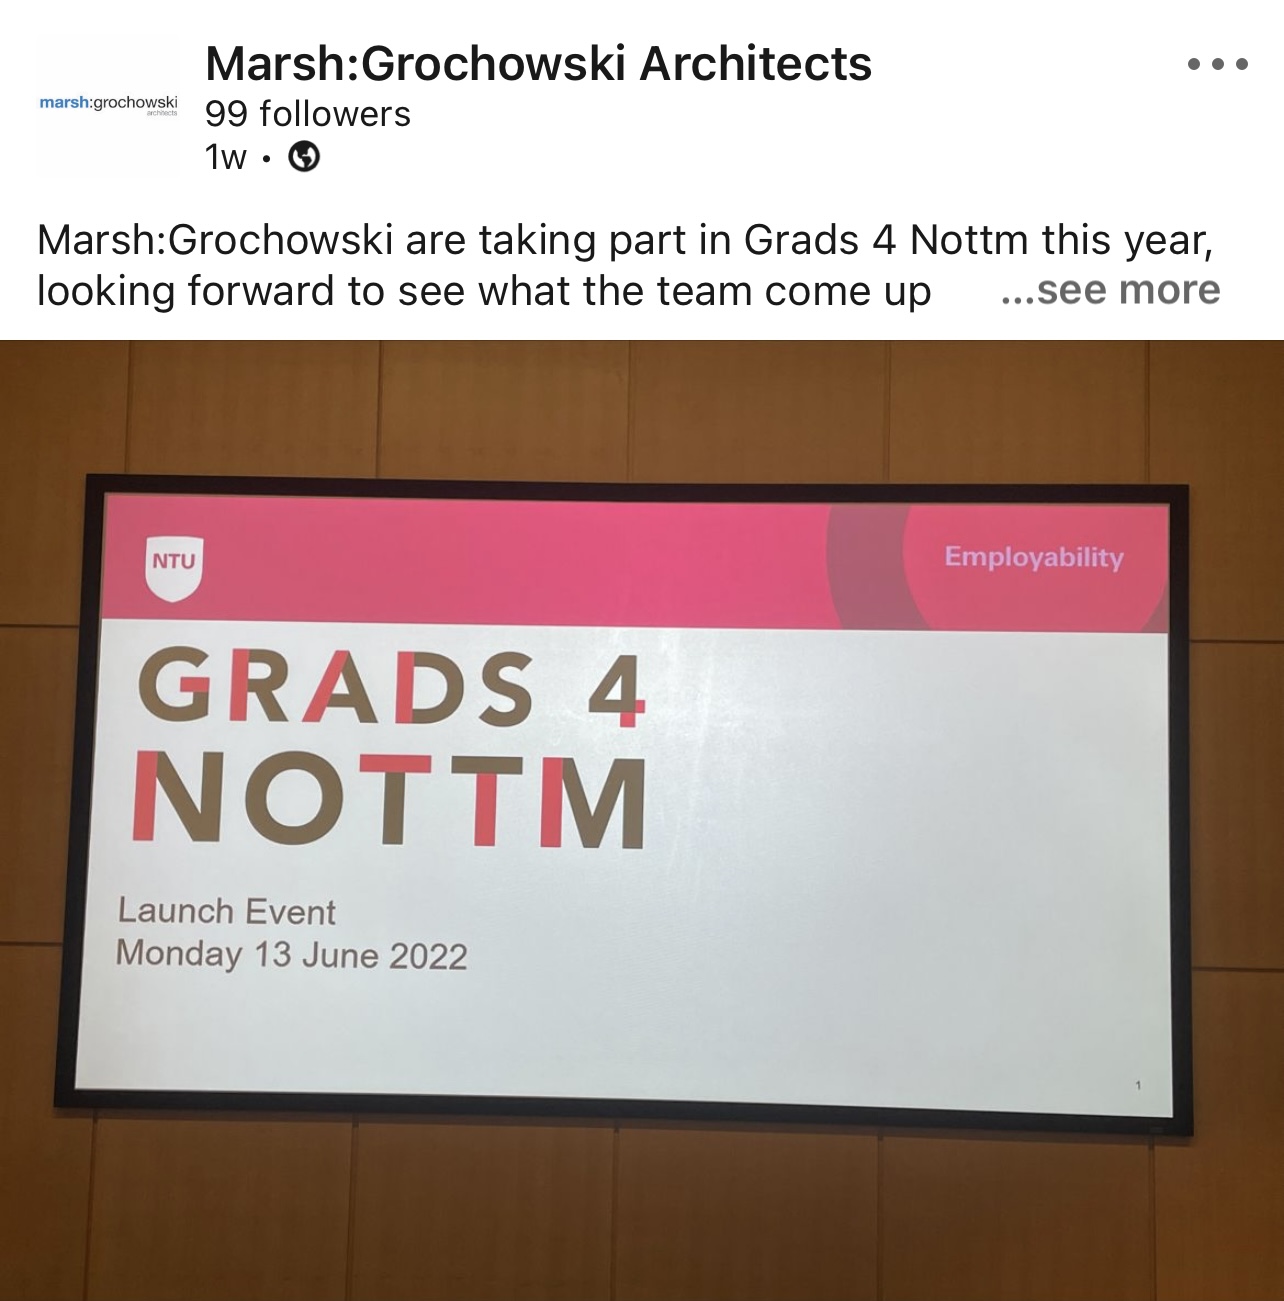 marsh:grochowski
architects
Marsh:Grochowski Architects
99 followers
1w •
Marsh:Grochowski are taking part in Grads 4 Nottm this year,
looking forward to see what the team come up ...see more
NTU
Employability
GRADS 4
NOTTM
Launch Event
Monday 13 June 2022
1